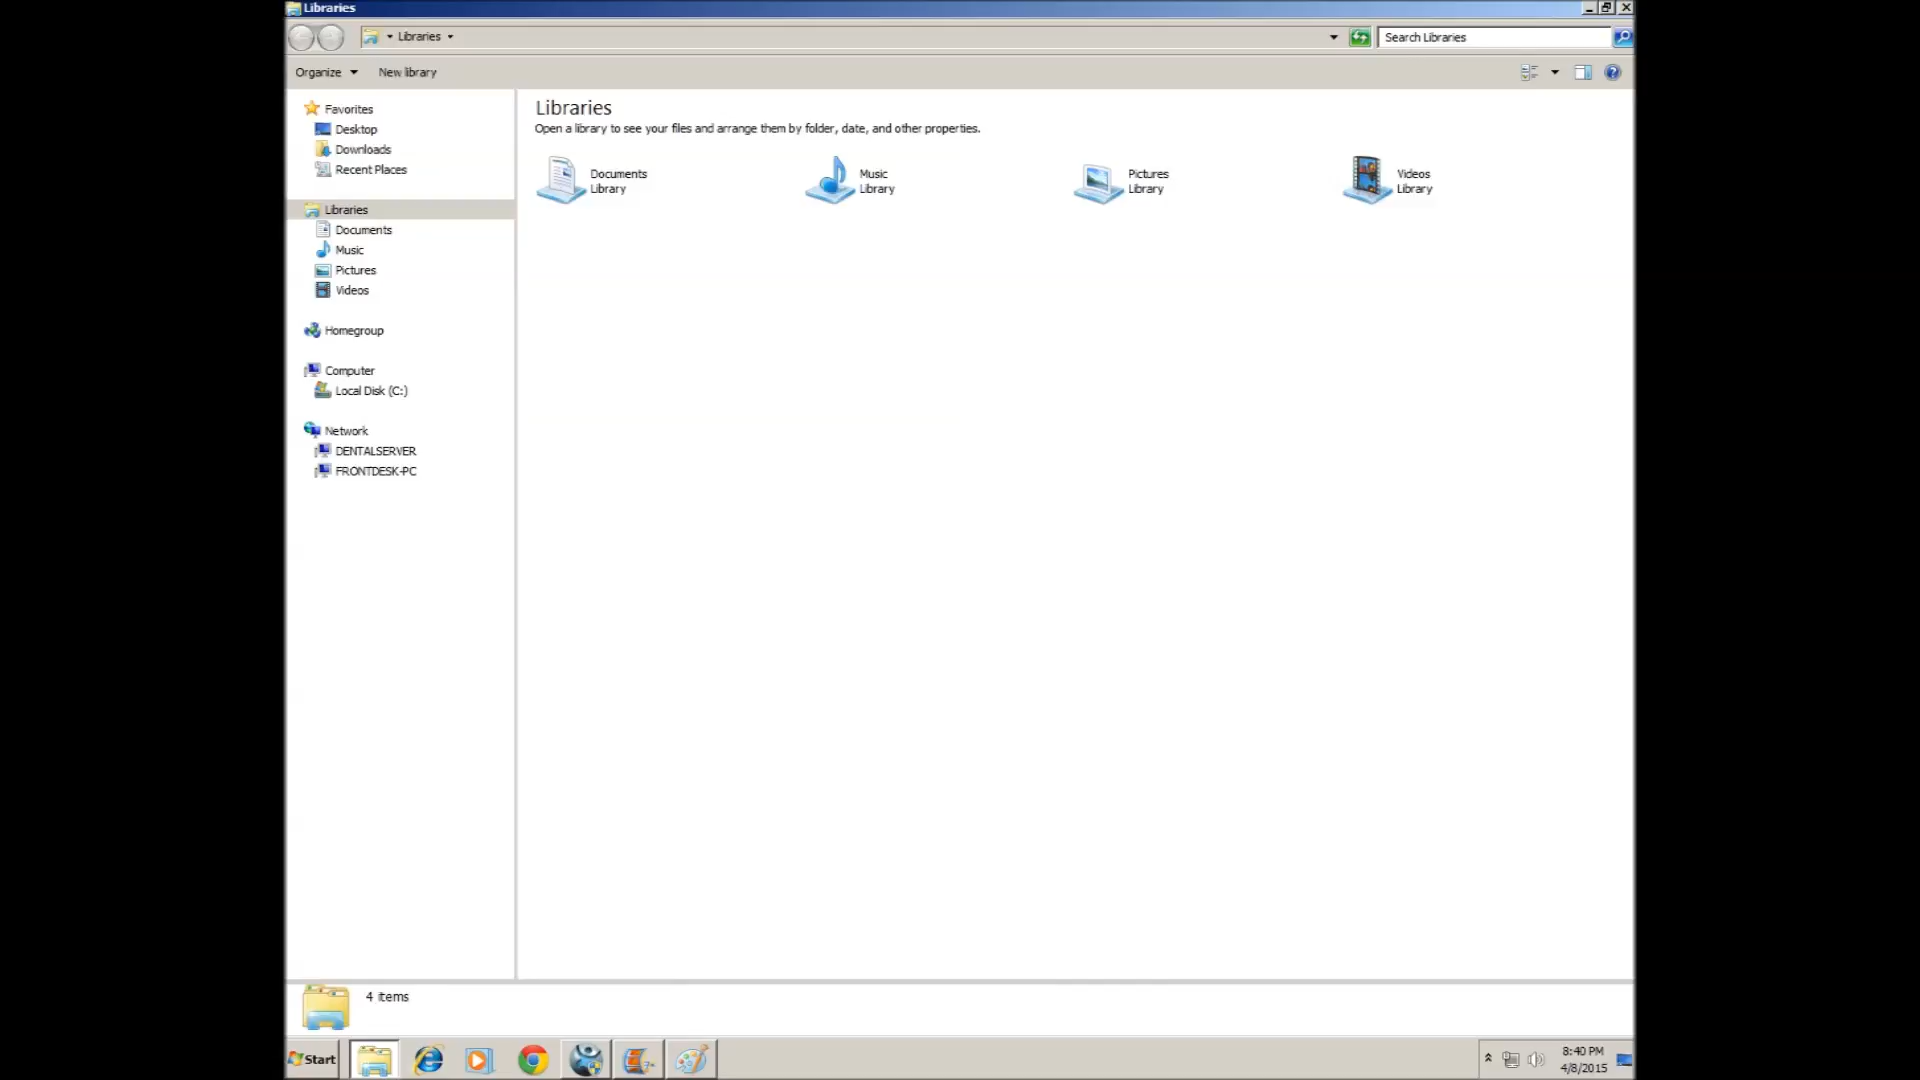 Libraries
Libraries
Search Libraries
Organize
New library
Favorites
Desktop
Downloads
Recent Places
Libraries
Documents
Music
Pictures
Videos
Homegroup
Computer
Local Disk (C:)
Network
DENTALSERVER
FRONTDESK-PC
Libraries
Open a library to see your files and arrange them by folder, date, and other properties.
Documents
Library
Music
Library
Pictures
Library
Videos
Library
4 items
Start
8:40 PM
4/8/2015